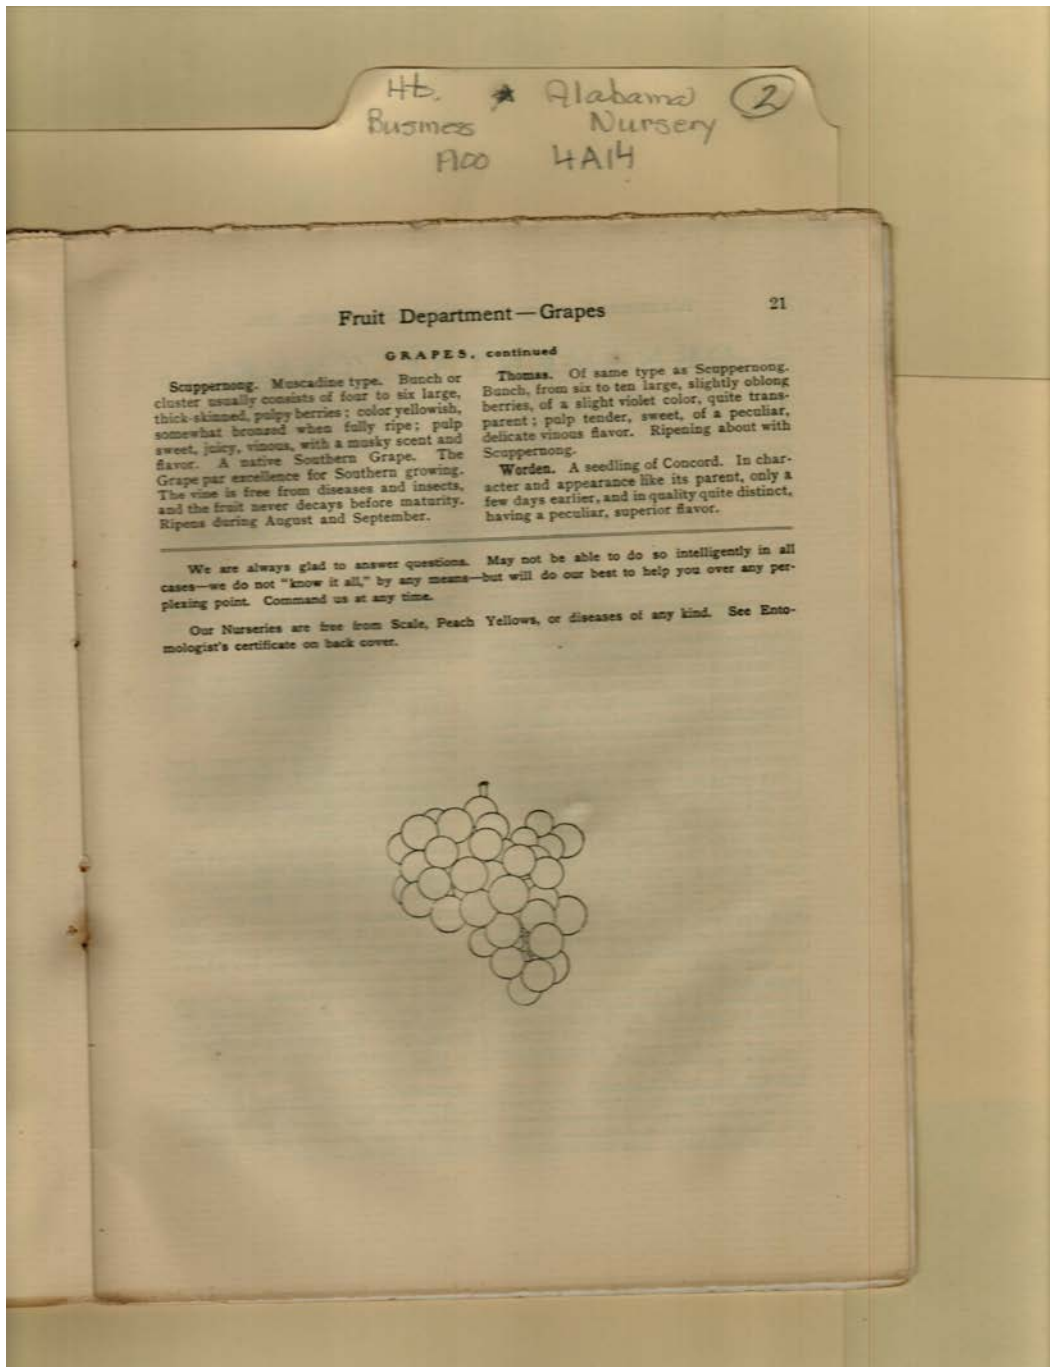 Hb. * Alabama 2
Business Nursery
1900 4A14
Fruit Department—Grapes 21
GRAPES, continued
Scuppernong. Muscadine type. Bunch or
cluster usually consists of four to six large,
thick-skinned, pulpy berries; color yellowish,
somewhat bronzed when fully ripe; pulp
sweet, juicy, vinous, with a musky scent and
flavor. A native Southern Grape. The
Grape par excellence for Southern growing.
The vine is free from diseases and insects,
and the fruit never decays before maturity.
Ripens during August and September.
Thomas. Of same type as Scuppernong.
Bunch, from six to ten large, slightly oblong
berries, of a slight violet color, quite trans-
parent; pulp tender, sweet, of a peculiar,
delicate vinous flavor. Ripening about with
Scuppernong.
Worden. A seedling of Concord. In char-
acter and appearance like its parent, only a
few days earlier, and in quality quite distinct,
having a peculiar, superior flavor.
We are always glad to answer questions. May not be able to do so intelligently in all
cases—we do not "know it all," by any means—but will do our best to help you over any per-
plexing point. Command us at any time.
Our Nurseries are free from Scale, Peach Yellows, or diseases of any kind. See Ento-
mologist's certificate on back cover.